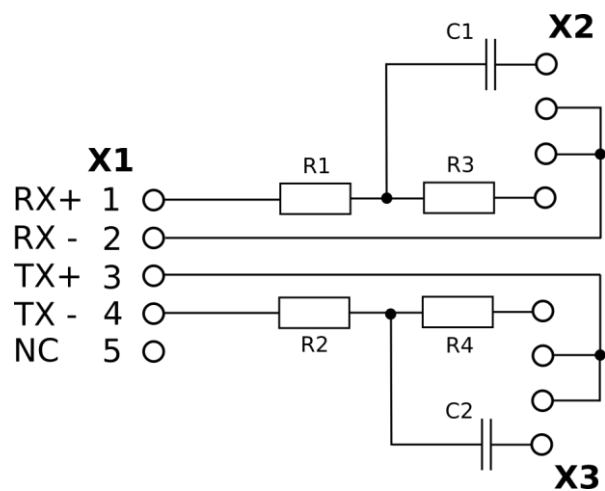 C1
X2
X1
R1
R3
RX+ 1
RX - 2
TX+ 3
TX - 4
R2
R4
NC 5
C2
X3